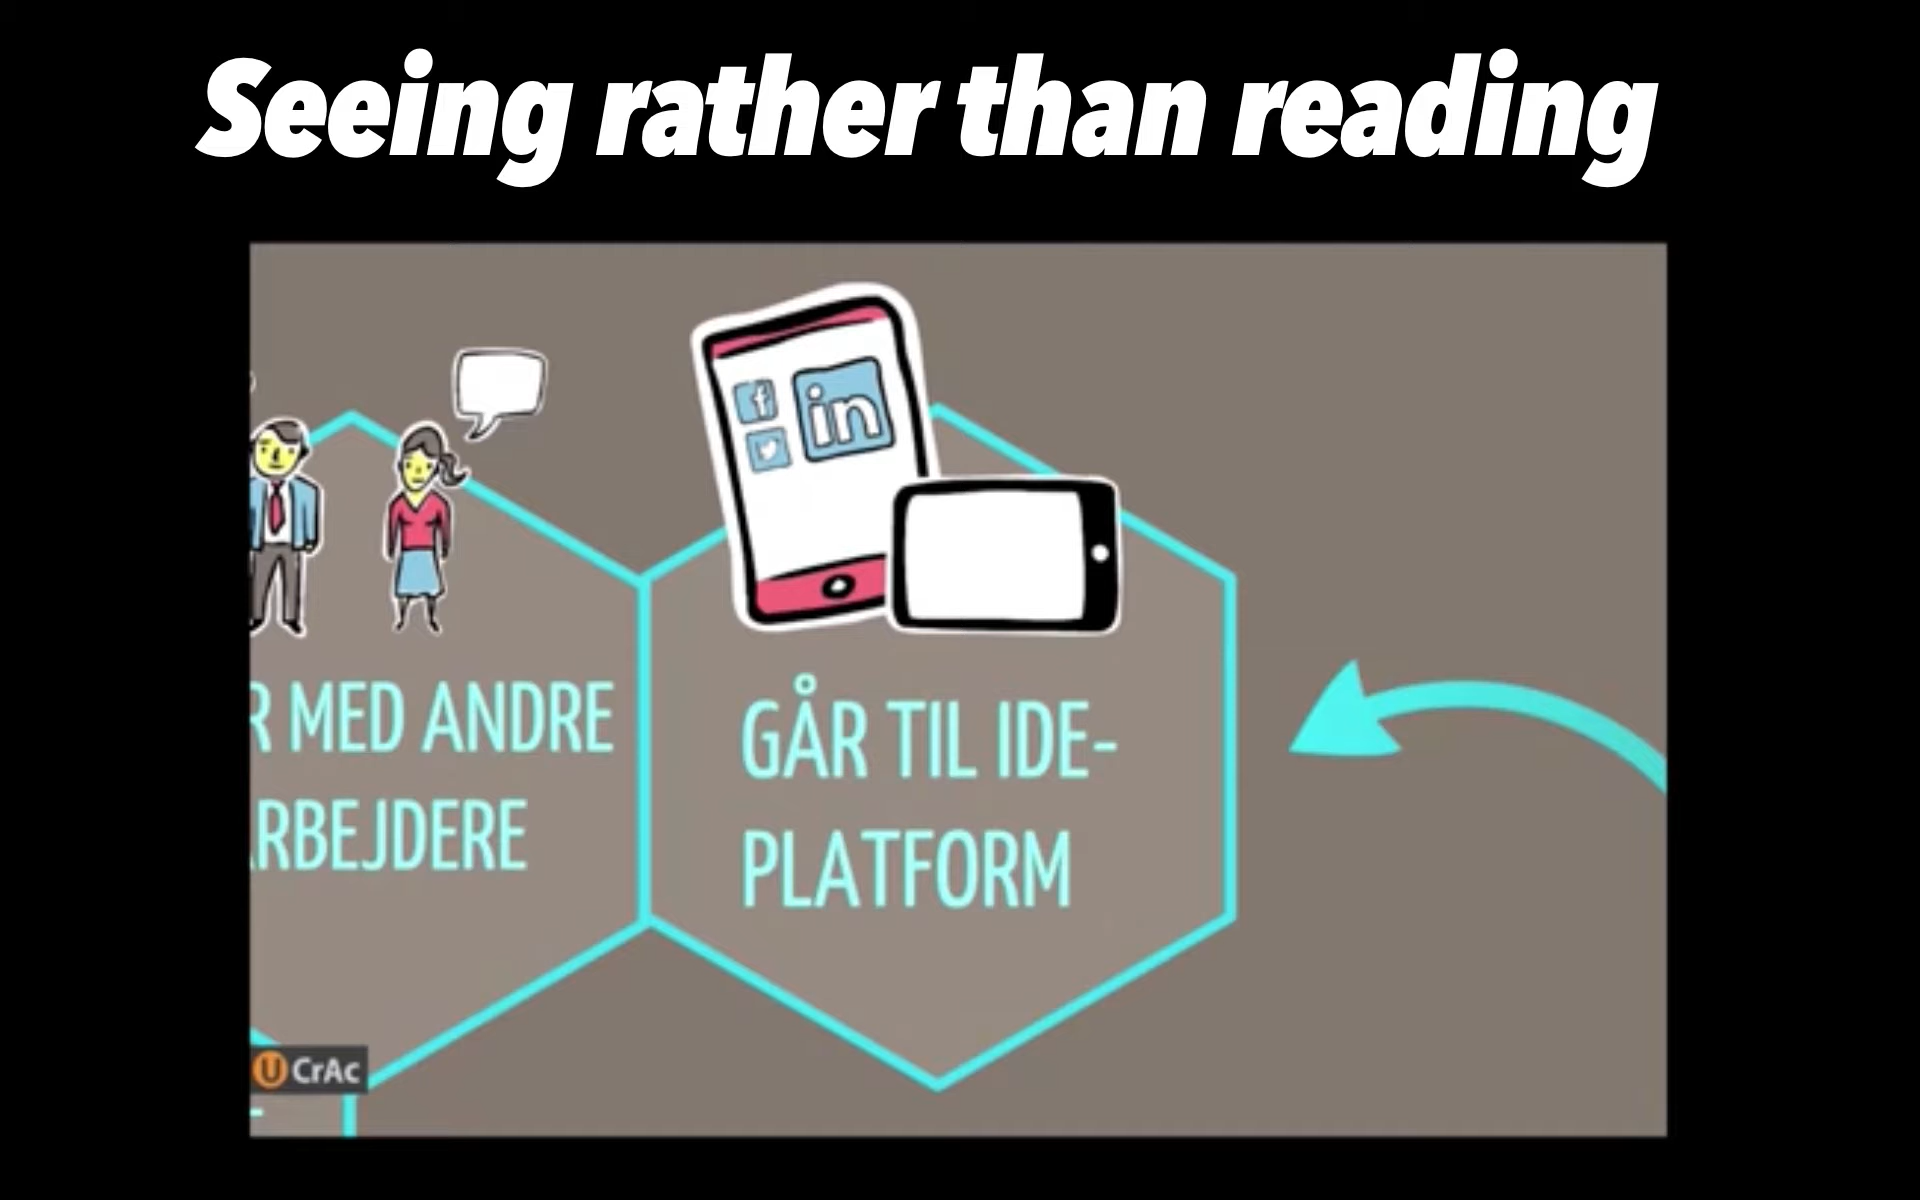 Seeing rather than reading
f
in
R MED ANDRE
RBEJDERE
GÅR TIL IDE-
PLATFORM
U CrAc
-